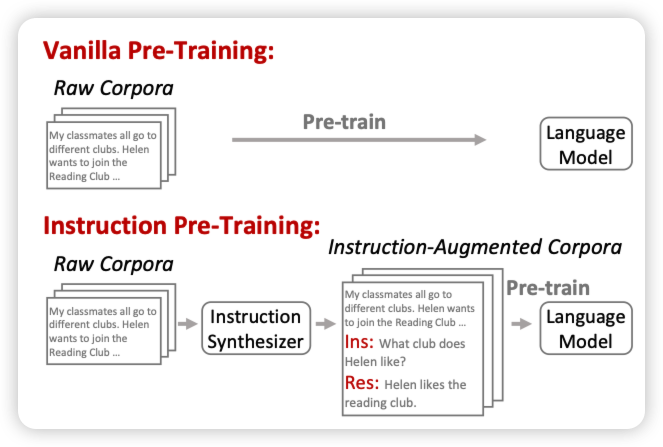 Vanilla Pre-Training:
Raw Corpora
My classmates all go to
different clubs. Helen
wants to join the
Reading Club ...
Pre-train
Language
Model
Instruction Pre-Training:
Raw Corpora
My classmates all go to
different clubs. Helen
wants to join the
Reading Club ...
Instruction
Synthesizer
Instruction-Augmented Corpora
My classmates all go to
different clubs. Helen wants
to join the Reading Club ...
Ins: What club does
Helen like?
Res: Helen likes the
reading club.
Pre-train
Language
Model